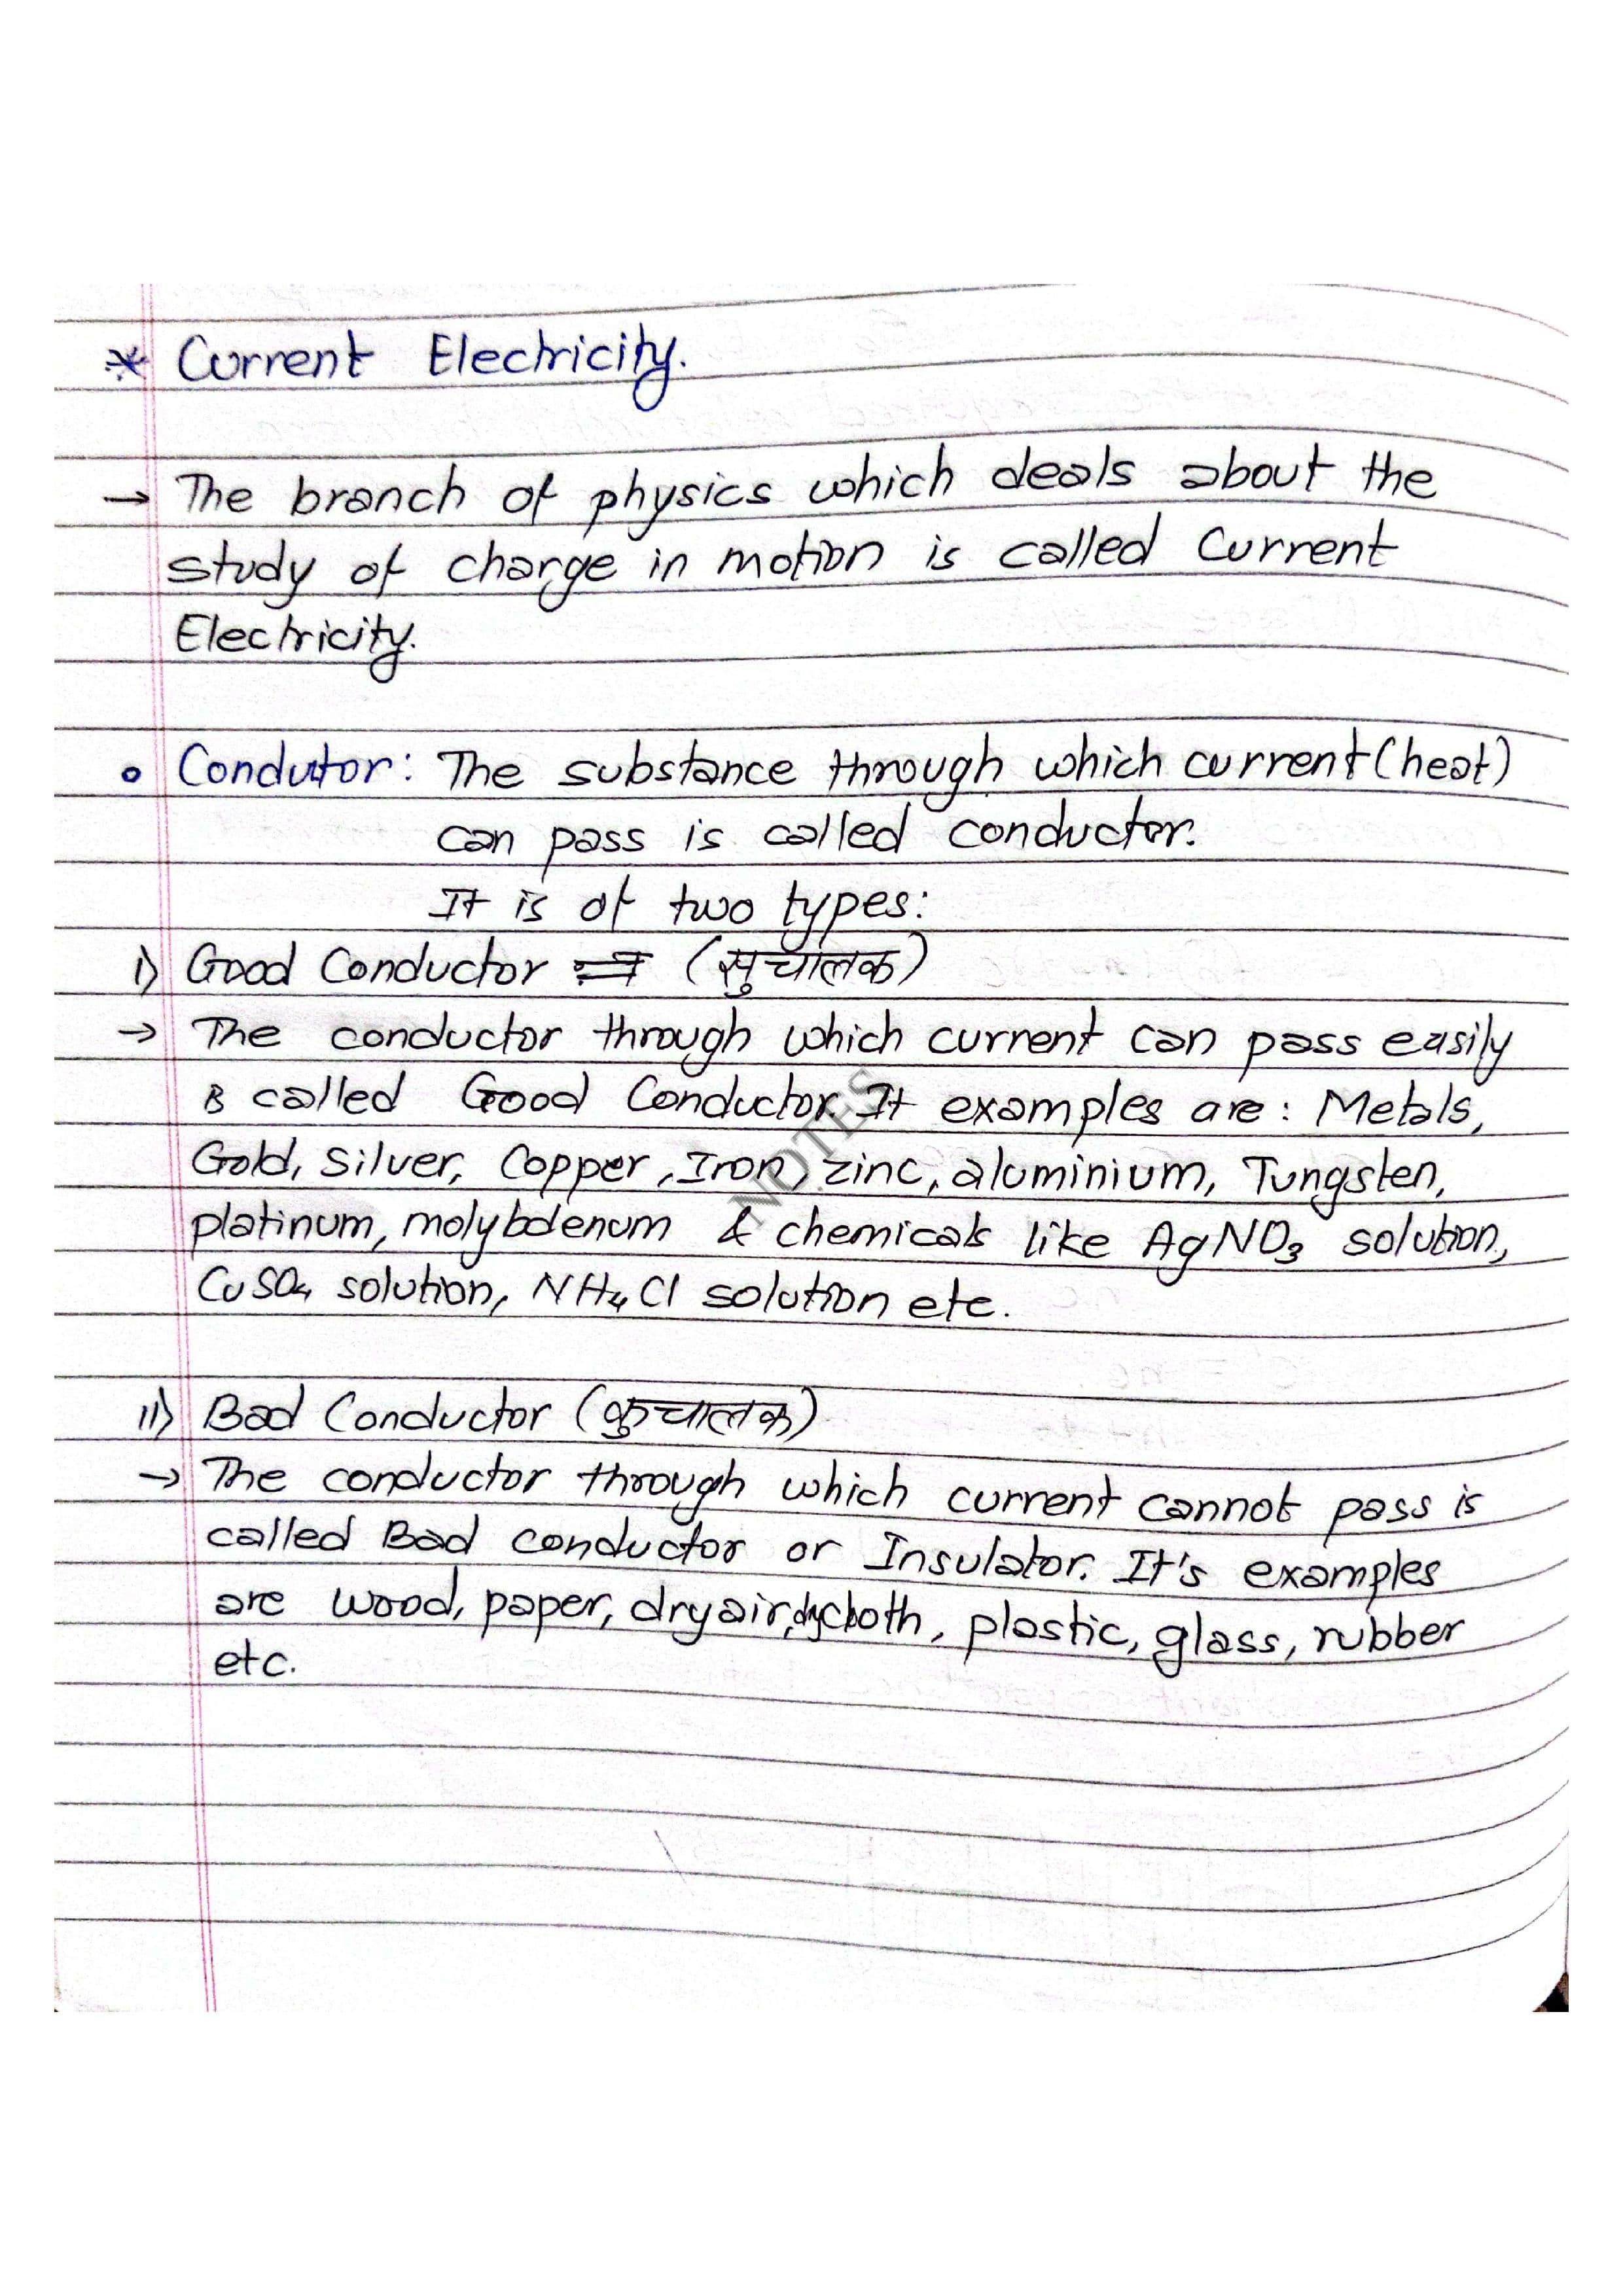 * Current Electricity.
→ The branch of physics which deals about the
study of charge in motion is called Current
Electricity.
• Condutor: The substance through which current (heat)
can pass is called conductor.
It is of two types:
i) Good Conductor (सुचालक)
→ The conductor through which current can pass easily
is called Good Conductor. It examples are: Metals,
Gold, silver, Copper, Iron, zinc, aluminium, Tungsten,
platinum, molybdenum & chemicals like AgNO₃ solution,
CuSO₄ solution, NH₄Cl solution etc.
ii) Bad Conductor (कुचालक)
→ The conductor through which current cannot pass is
called Bad conductor or Insulator. It's examples
are wood, paper, dry air, dry cloth, plastic, glass, rubber
etc.
NOTES